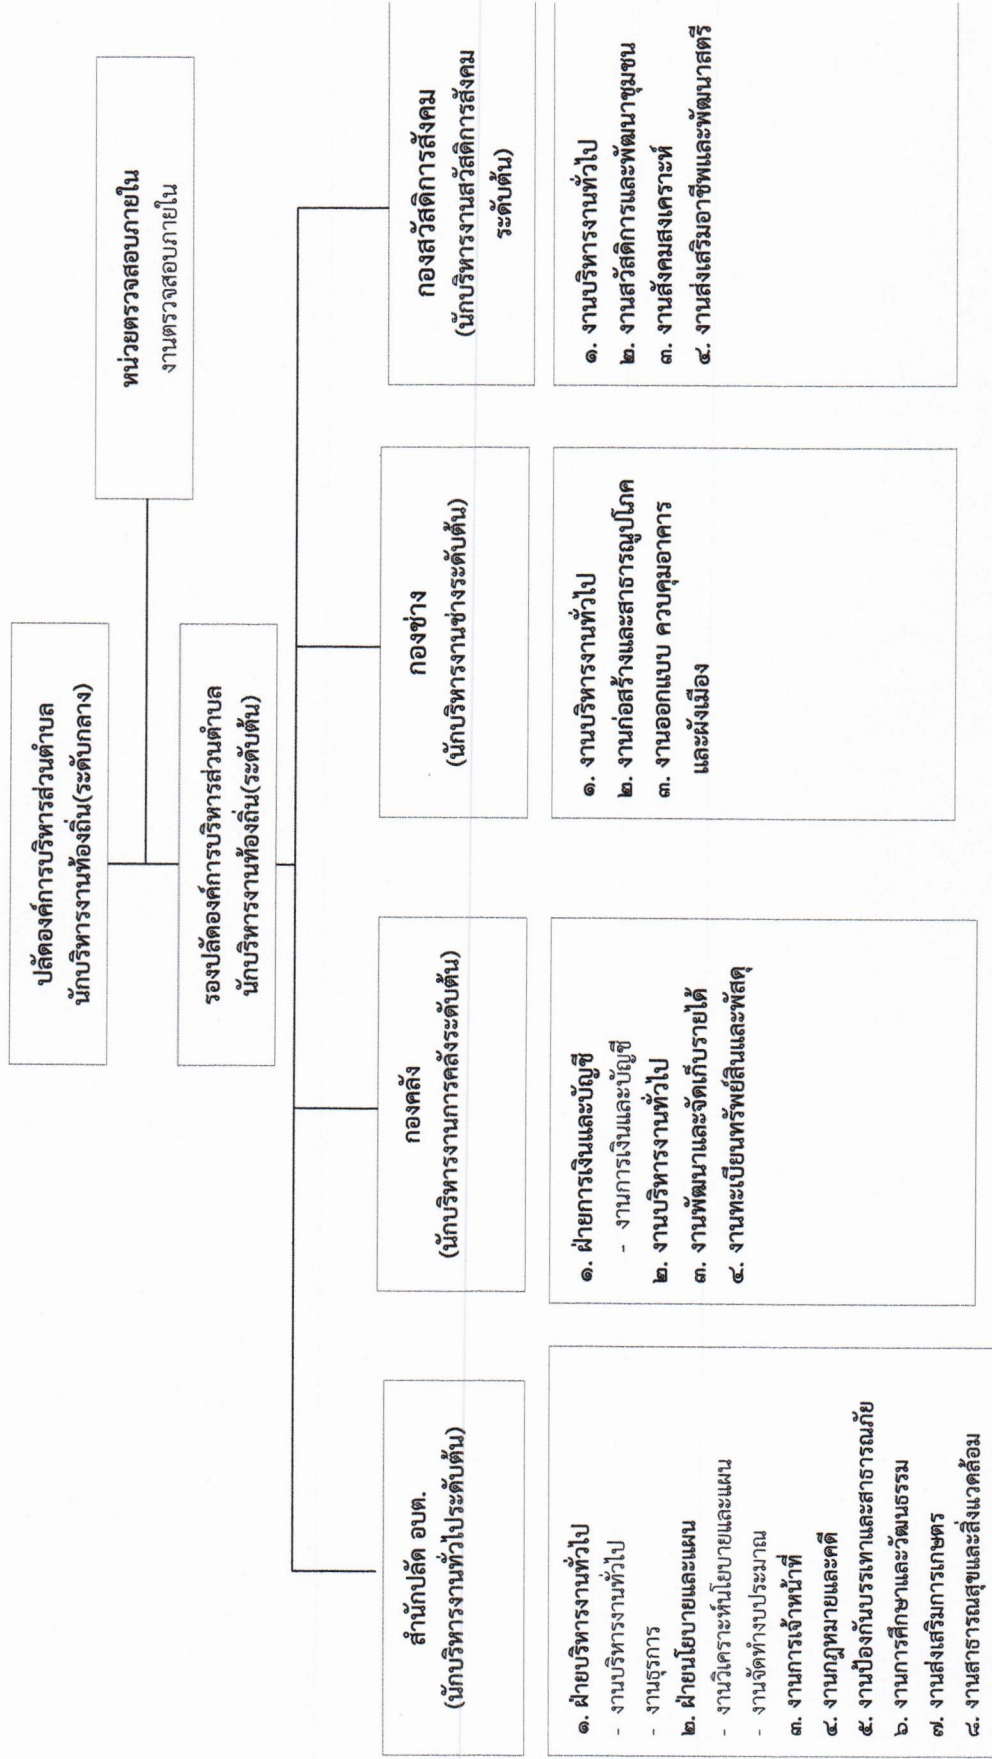 ปลัดองค์การบริหารส่วนตำบล
นักบริหารงานท้องถิ่น(ระดับกลาง)
หน่วยตรวจสอบภายใน
งานตรวจสอบภายใน
รองปลัดองค์การบริหารส่วนตำบล
นักบริหารงานท้องถิ่น(ระดับต้น)
สำนักปลัด อบต.
(นักบริหารงานทั่วไประดับต้น)
๑. ฝ่ายบริหารงานทั่วไป
- งานบริหารงานทั่วไป
- งานธุรการ
๒. ฝ่ายนโยบายและแผน
- งานวิเคราะห์นโยบายและแผน
- งานจัดทำงบประมาณ
๓. งานการเจ้าหน้าที่
๔. งานกฎหมายและคดี
๕. งานป้องกันบรรเทาและสาธารณภัย
๖. งานการศึกษาและวัฒนธรรม
๗. งานส่งเสริมการเกษตร
๘. งานสาธารณสุขและสิ่งแวดล้อม
กองคลัง
(นักบริหารงานการคลังระดับต้น)
๑. ฝ่ายการเงินและบัญชี
- งานการเงินและบัญชี
๒. งานบริหารงานทั่วไป
๓. งานพัฒนาและจัดเก็บรายได้
๔. งานทะเบียนทรัพย์สินและพัสดุ
กองช่าง
(นักบริหารงานช่างระดับต้น)
๑. งานบริหารงานทั่วไป
๒. งานก่อสร้างและสาธารณูปโภค
๓. งานออกแบบ ควบคุมอาคาร
และผังเมือง
กองสวัสดิการสังคม
(นักบริหารงานสวัสดิการสังคม
ระดับต้น)
๑. งานบริหารงานทั่วไป
๒. งานสวัสดิการและพัฒนาชุมชน
๓. งานสังคมสงเคราะห์
๔. งานส่งเสริมอาชีพและพัฒนาสตรี